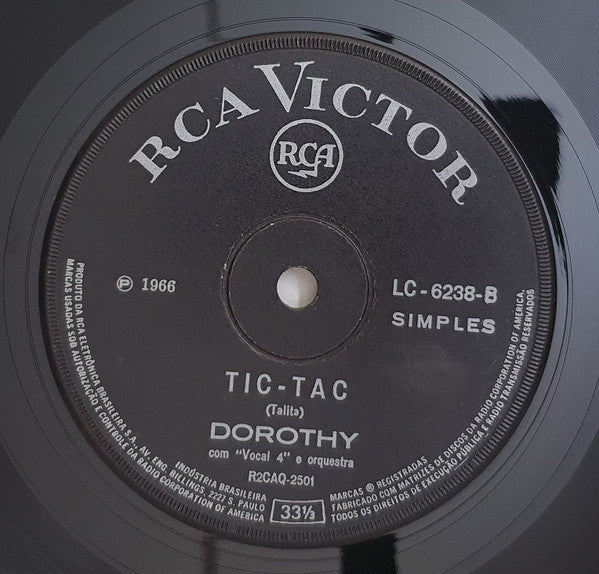 RCA VICTOR
RCA
℗ 1966
LC-6238-B
SIMPLES
TIC-TAC
(Talita)
DOROTHY
com "Vocal 4" e orquestra
R2CAQ-2501
33⅓
PRODUTO DA RCA ELETRÔNICA BRASILEIRA S.A., AV. ENG. BILLINGS, 2227 S. PAULO
MARCAS USADAS SOB AUTORIZAÇÃO E CONTROLE DA RADIO CORPORATION OF AMERICA
INDÚSTRIA BRASILEIRA
MARCAS ® REGISTRADAS
FABRICADO COM MATRIZES DE DISCOS DA RADIO CORPORATION OF AMERICA,
TODOS OS DIREITOS DE EXECUÇÃO PÚBLICA E RADIO TRANSMISSÃO RESERVADOS